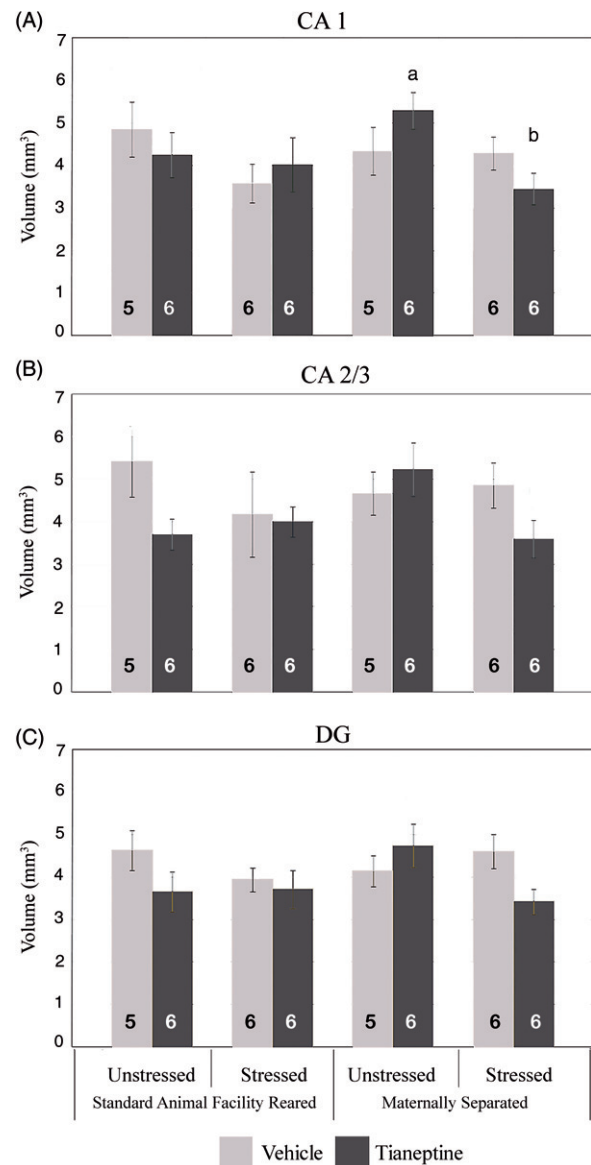 (A) CA 1
7
6
a
5
b
4
3
2
1
0
Volume (mm³)
5 6 6 6 5 6 6 6
(B) CA 2/3
7
6
5
4
3
2
1
0
Volume (mm³)
5 6 6 6 5 6 6 6
(C) DG
7
6
5
4
3
2
1
0
Volume (mm³)
5 6 6 6 5 6 6 6
Unstressed Stressed Unstressed Stressed
Standard Animal Facility Reared Maternally Separated
Vehicle Tianeptine